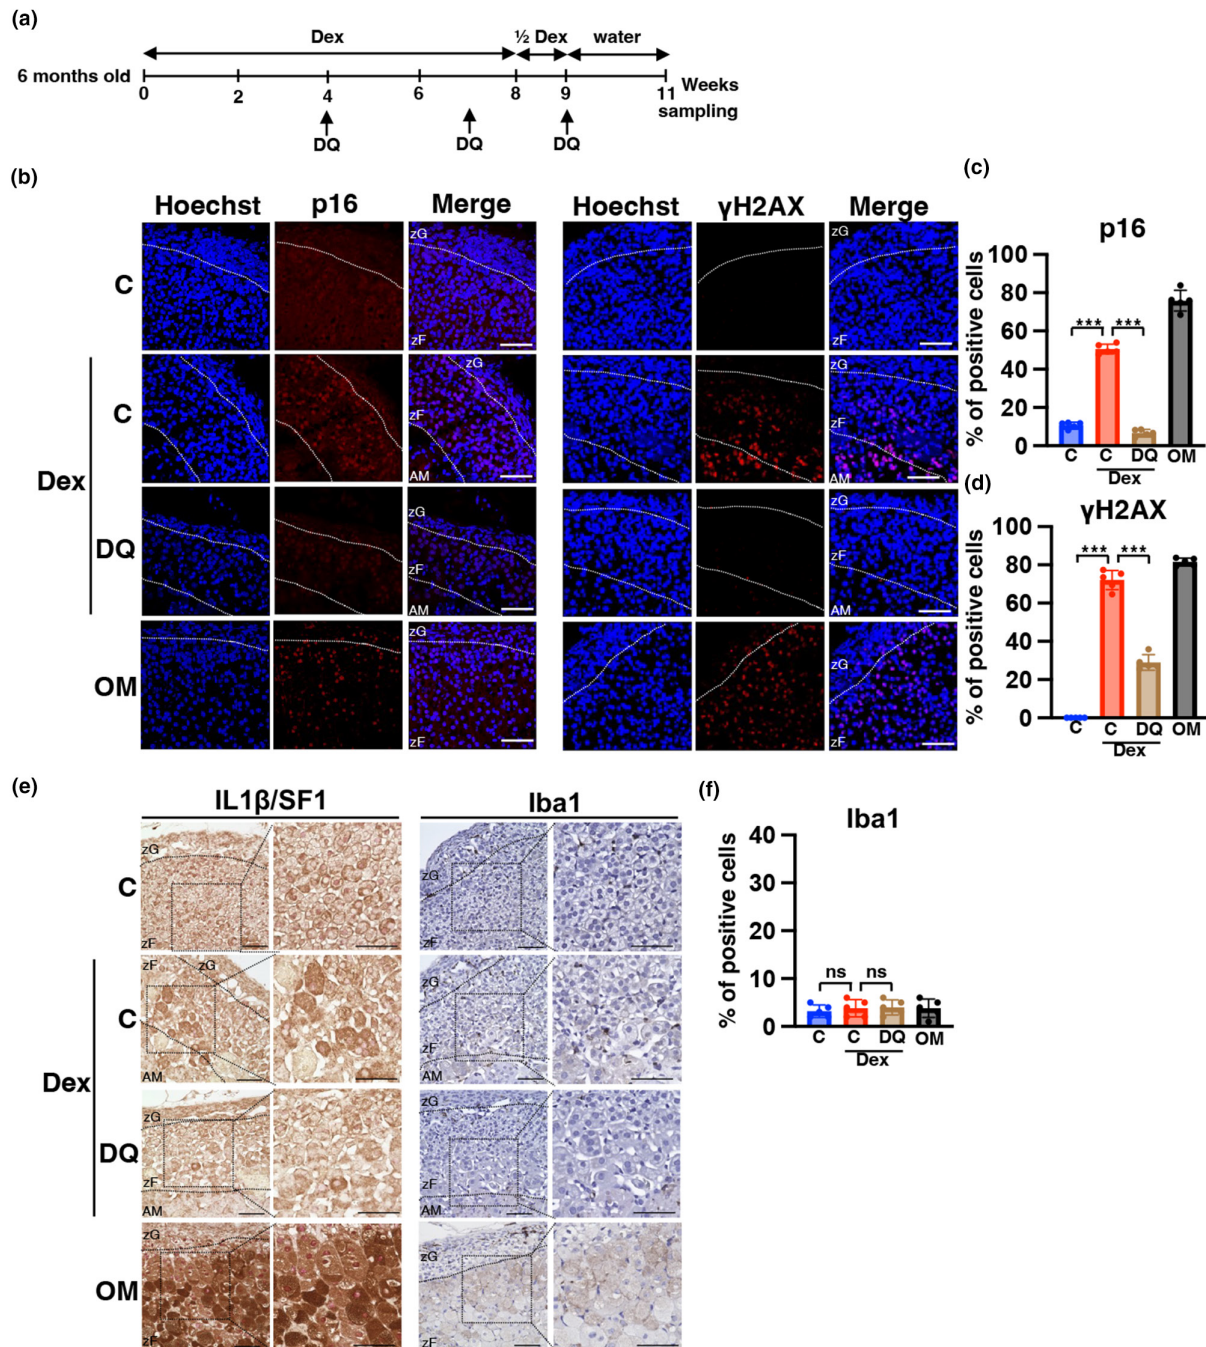 (a)
Dex ½ Dex water
6 months old
0 2 4 6 8 9 11 Weeks
sampling
DQ DQ DQ
(b)
Hoechst p16 Merge Hoechst γH2AX Merge
C zG zF zG zF
C zG zF AM zG zF AM
Dex
DQ zG zF AM zG zF AM
OM zG zF zG zF
(c)
p16
% of positive cells
100
80
60
40
20
0
*** ***
C C DQ OM
Dex
(d)
γH2AX
% of positive cells
100
80
60
40
20
0
*** ***
C C DQ OM
Dex
(e)
IL1β/SF1 Iba1
C zG zF zG zF
C zF zG AM zG zF AM
Dex
DQ zG zF AM zG zF AM
OM zG zF zG zF
(f)
Iba1
% of positive cells
40
30
20
10
0
ns ns
C C DQ OM
Dex